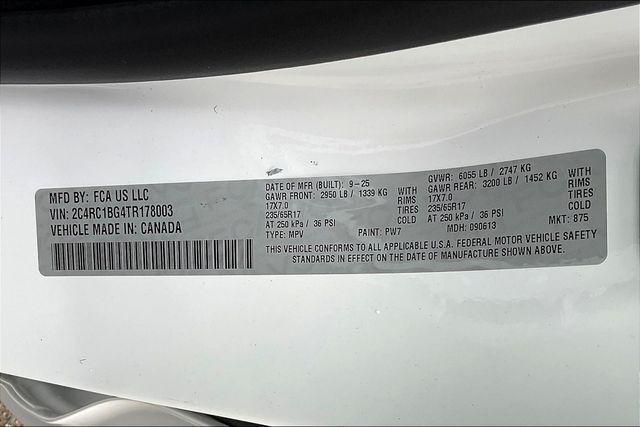 MFD BY: FCA US LLC
VIN: 2C4RC1BG4TR178003
VEHICLE MADE IN: CANADA
DATE OF MFR (BUILT): 9-25
GAWR FRONT: 2950 LB / 1339 KG WITH
17X7.0 RIMS
235/65R17 TIRES
AT 250 kPa / 36 PSI COLD
TYPE: MPV PAINT: PW7
GVWR: 6055 LB / 2747 KG
GAWR REAR: 3200 LB / 1452 KG WITH
17X7.0 RIMS
235/65R17 TIRES
AT 250 kPa / 36 PSI COLD
MDH: 090613 MKT: 875
THIS VEHICLE CONFORMS TO ALL APPLICABLE U.S.A. FEDERAL MOTOR VEHICLE SAFETY
STANDARDS IN EFFECT ON THE DATE OF MANUFACTURE SHOWN ABOVE.